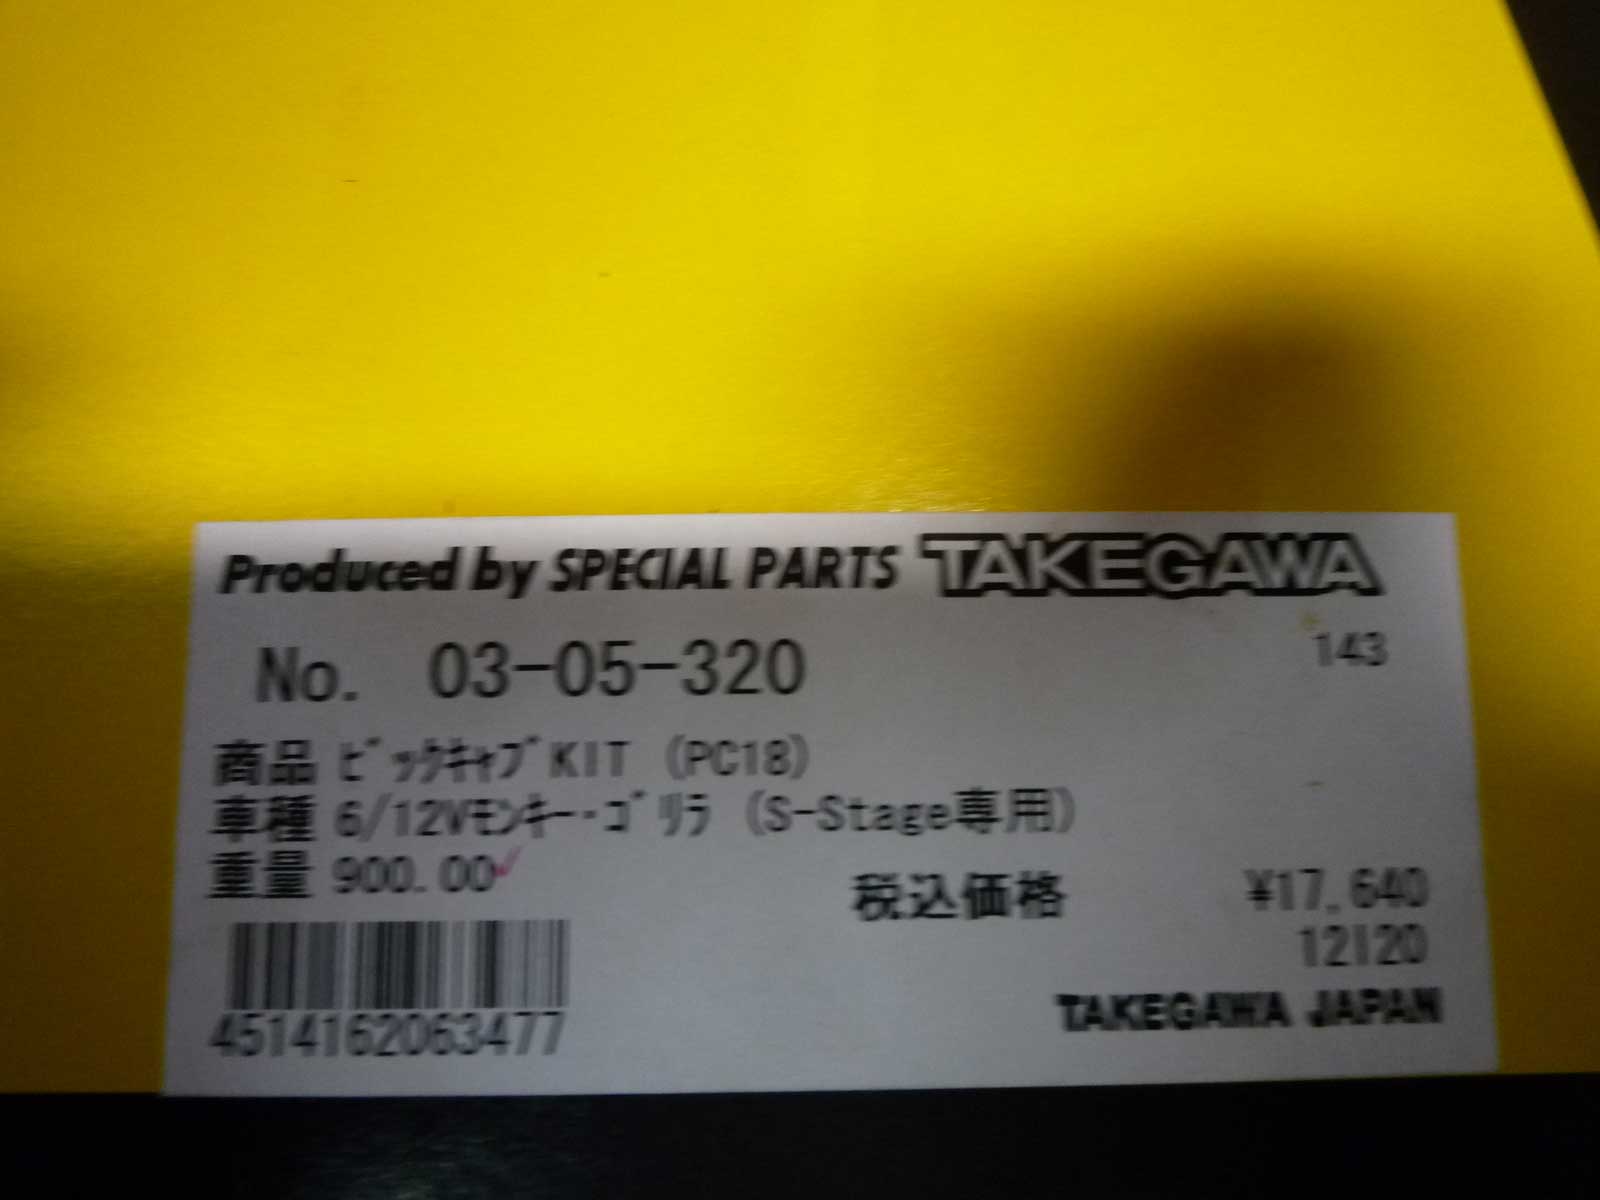 Produced by SPECIAL PARTS TAKEGAWA
143
No. 03-05-320
商品 ﾋﾞｯｸｷｬﾌﾞKIT (PC18)
車種 6/12Vﾓﾝｷｰ･ｺﾞﾘﾗ (S-Stage専用)
重量 900.00
税込価格 ¥17,640
12I20
4514162063477
TAKEGAWA JAPAN